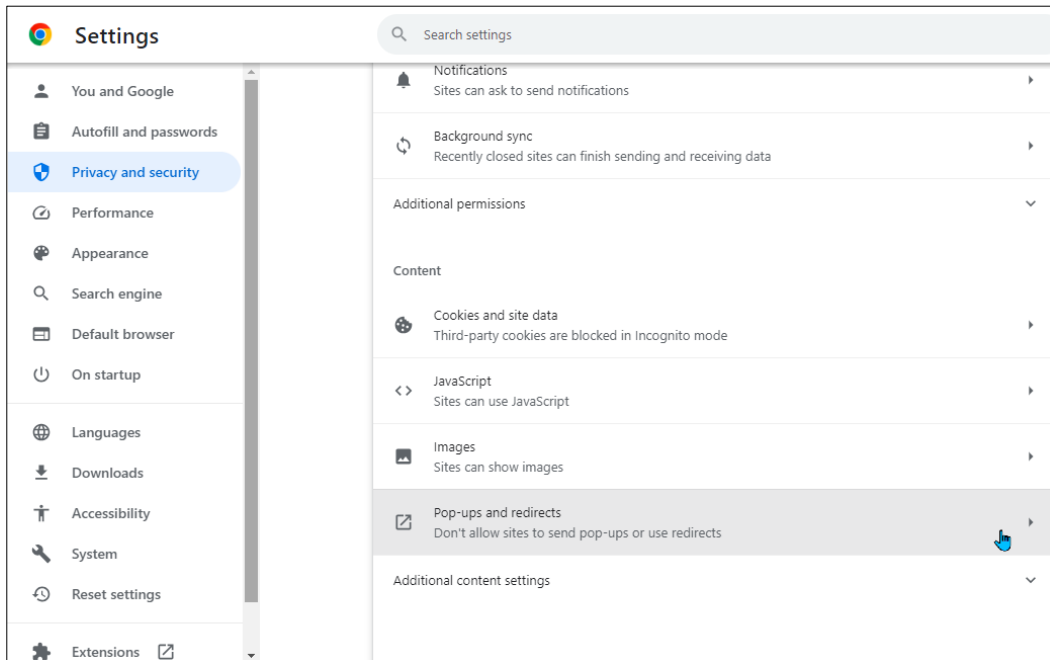 Settings
Search settings
You and Google
Autofill and passwords
Privacy and security
Performance
Appearance
Search engine
Default browser
On startup
Languages
Downloads
Accessibility
System
Reset settings
Extensions
Notifications
Sites can ask to send notifications
Background sync
Recently closed sites can finish sending and receiving data
Additional permissions
Content
Cookies and site data
Third-party cookies are blocked in Incognito mode
JavaScript
Sites can use JavaScript
Images
Sites can show images
Pop-ups and redirects
Don't allow sites to send pop-ups or use redirects
Additional content settings